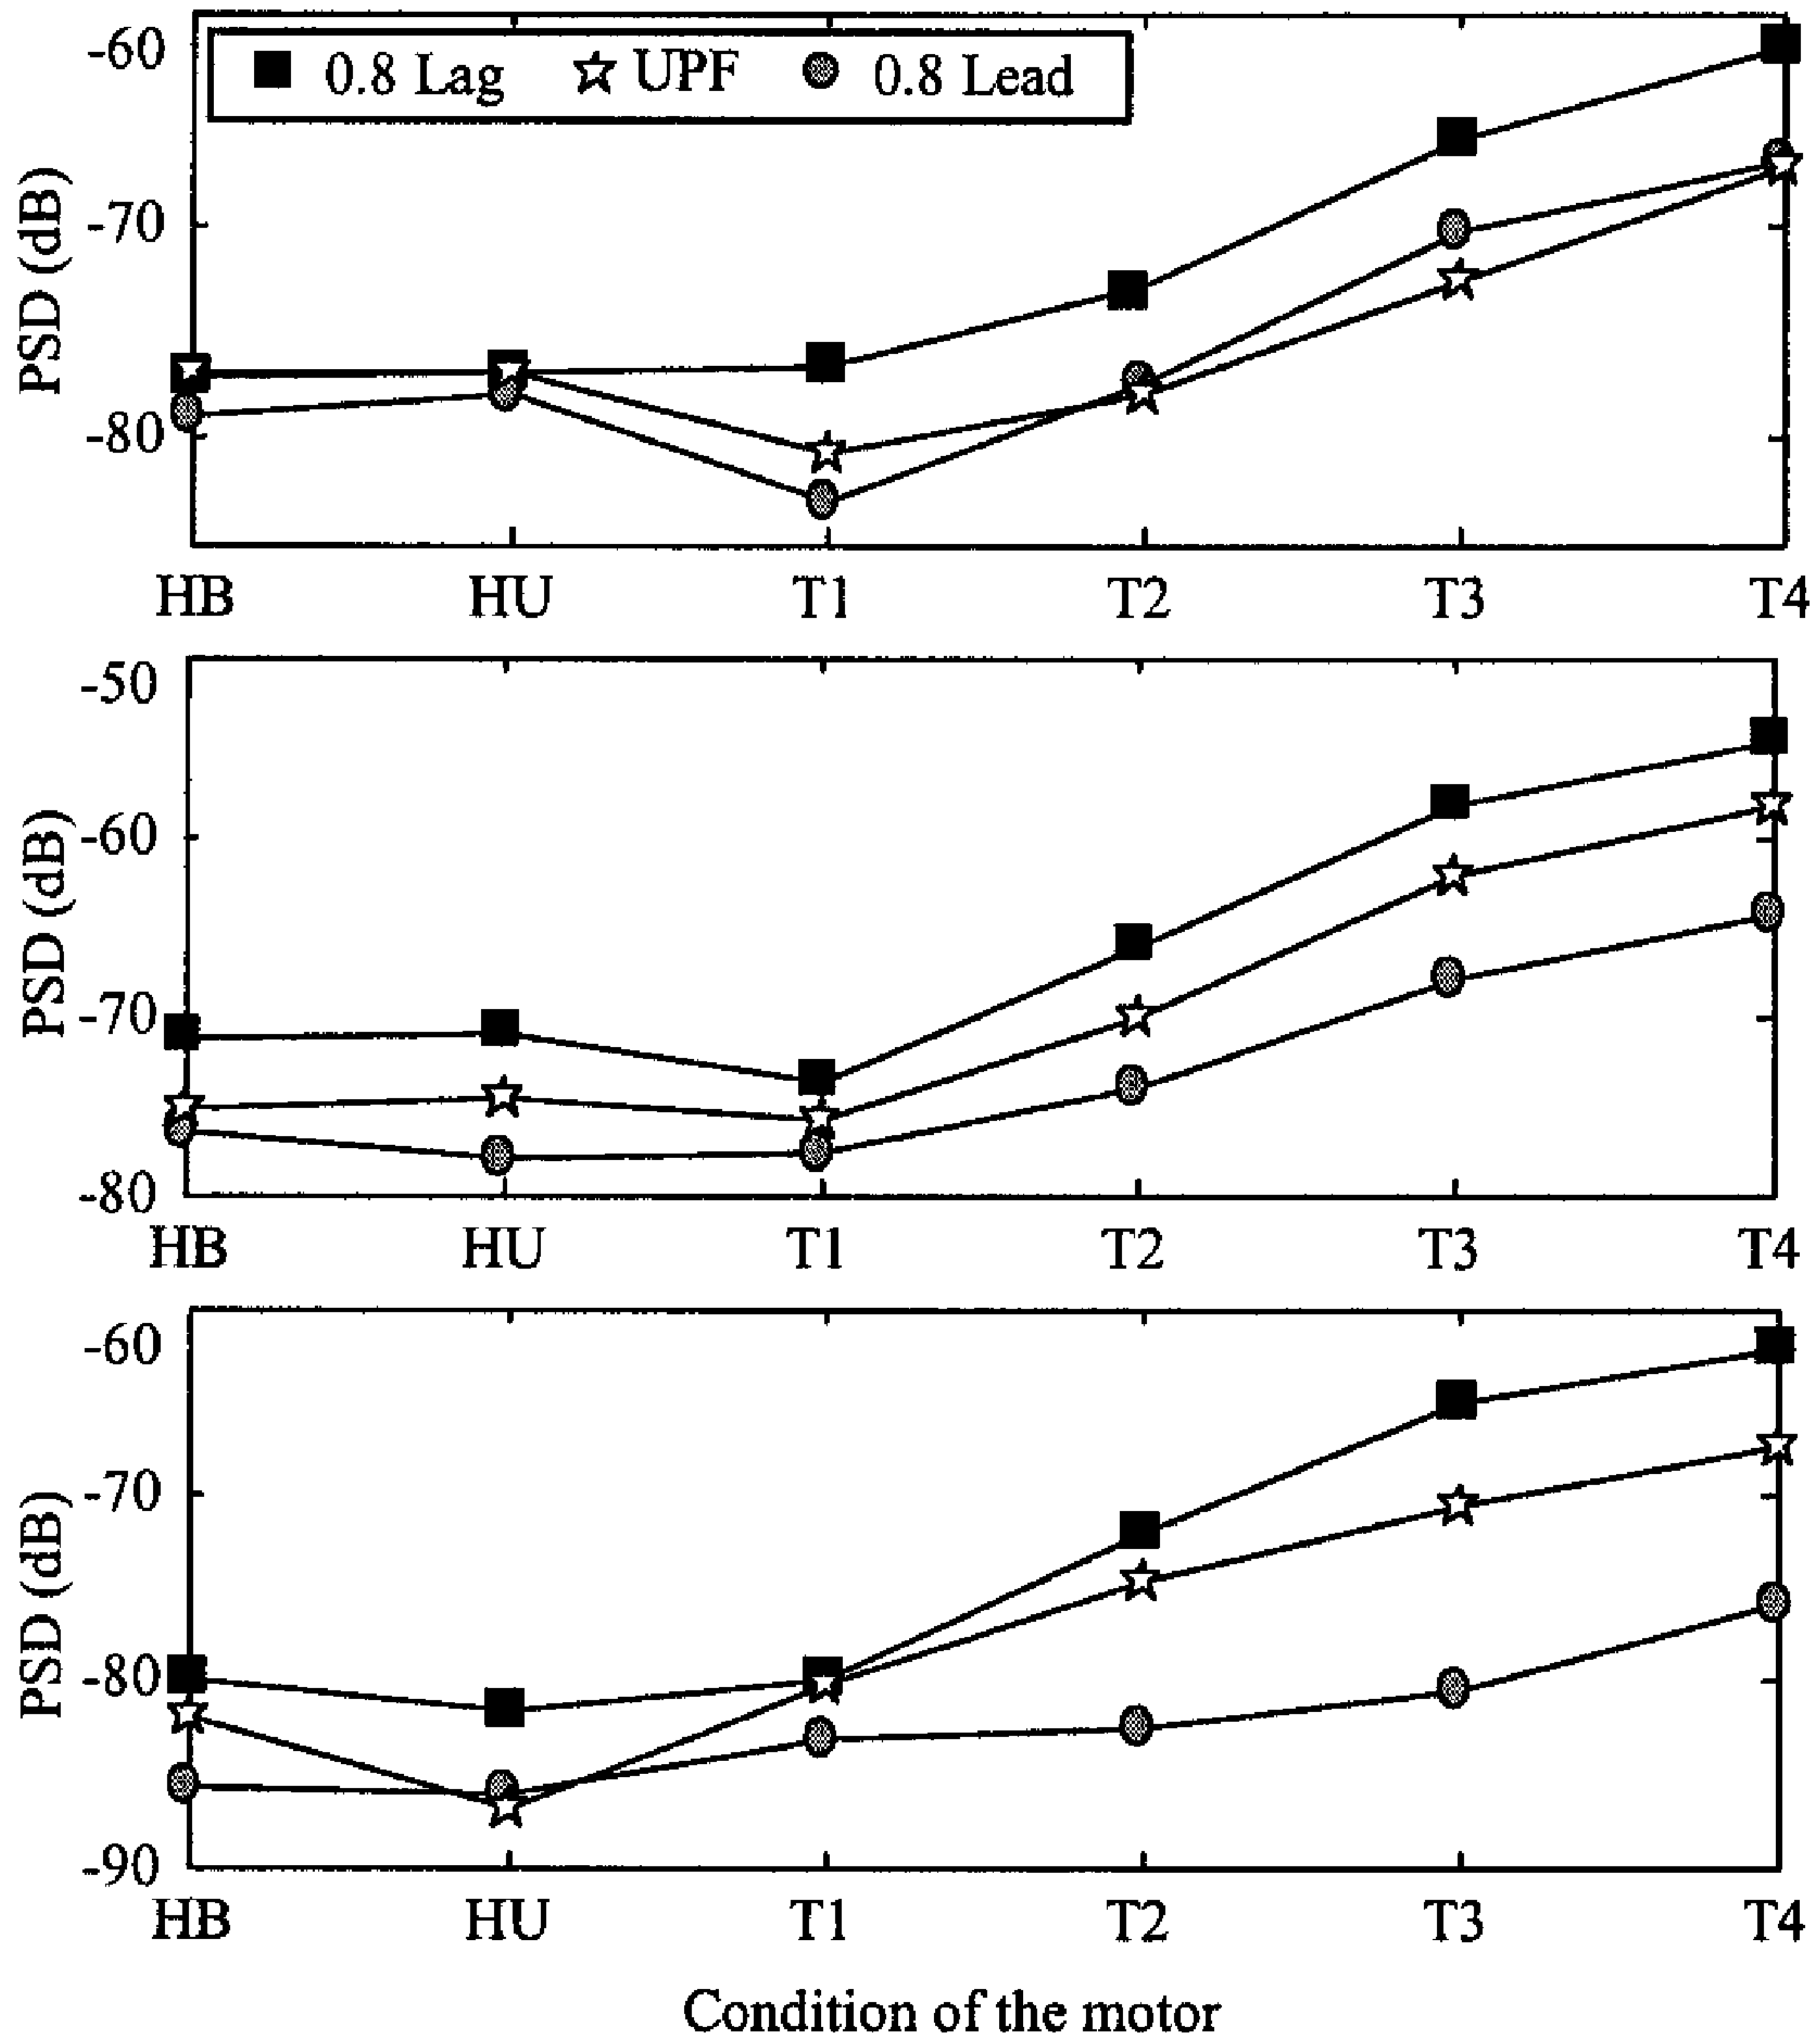 -60
0.8 Lag UPF 0.8 Lead
-70
-80
PSD (dB)
HB HU T1 T2 T3 T4
-50
-60
-70
-80
PSD (dB)
HB HU T1 T2 T3 T4
-60
-70
-80
-90
PSD (dB)
HB HU T1 T2 T3 T4
Condition of the motor